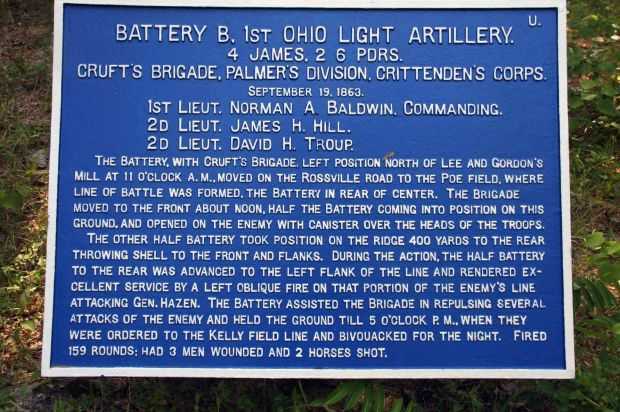 U.
BATTERY B, 1ST OHIO LIGHT ARTILLERY.
4 JAMES, 2 6 PDRS.
CRUFT'S BRIGADE, PALMER'S DIVISION, CRITTENDEN'S CORPS.
SEPTEMBER 19, 1863.
1ST LIEUT. NORMAN A. BALDWIN, COMMANDING.
2D LIEUT. JAMES H. HILL.
2D LIEUT. DAVID H. TROUP.
THE BATTERY, WITH CRUFT'S BRIGADE, LEFT POSITION NORTH OF LEE AND GORDON'S
MILL AT 11 O'CLOCK A.M., MOVED ON THE ROSSVILLE ROAD TO THE POE FIELD, WHERE
LINE OF BATTLE WAS FORMED, THE BATTERY IN REAR OF CENTER. THE BRIGADE
MOVED TO THE FRONT ABOUT NOON, HALF THE BATTERY COMING INTO POSITION ON THIS
GROUND, AND OPENED ON THE ENEMY WITH CANISTER OVER THE HEADS OF THE TROOPS.
THE OTHER HALF BATTERY TOOK POSITION ON THE RIDGE 400 YARDS TO THE REAR
THROWING SHELL TO THE FRONT AND FLANKS. DURING THE ACTION, THE HALF BATTERY
TO THE REAR WAS ADVANCED TO THE LEFT FLANK OF THE LINE AND RENDERED EX-
CELLENT SERVICE BY A LEFT OBLIQUE FIRE ON THAT PORTION OF THE ENEMY'S LINE
ATTACKING GEN. HAZEN. THE BATTERY ASSISTED THE BRIGADE IN REPULSING SEVERAL
ATTACKS OF THE ENEMY AND HELD THE GROUND TILL 5 O'CLOCK P.M., WHEN THEY
WERE ORDERED TO THE KELLY FIELD LINE AND BIVOUACKED FOR THE NIGHT. FIRED
159 ROUNDS; HAD 3 MEN WOUNDED AND 2 HORSES SHOT.